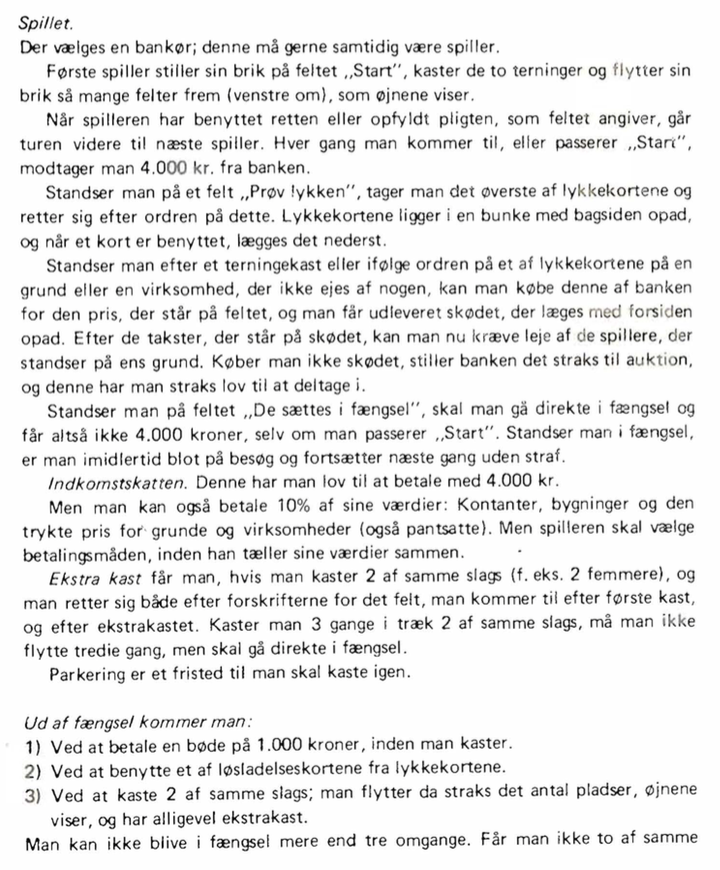 Spillet.
Der vælges en bankør; denne må gerne samtidig være spiller.
Første spiller stiller sin brik på feltet ,,Start'', kaster de to terninger og flytter sin
brik så mange felter frem (venstre om), som øjnene viser.
Når spilleren har benyttet retten eller opfyldt pligten, som feltet angiver, går
turen videre til næste spiller. Hver gang man kommer til, eller passerer ,,Start'',
modtager man 4.000 kr. fra banken.
Standser man på et felt ,,Prøv lykken'', tager man det øverste af lykkekortene og
retter sig efter ordren på dette. Lykkekortene ligger i en bunke med bagsiden opad,
og når et kort er benyttet, lægges det nederst.
Standser man efter et terningekast eller ifølge ordren på et af lykkekortene på en
grund eller en virksomhed, der ikke ejes af nogen, kan man købe denne af banken
for den pris, der står på feltet, og man får udleveret skødet, der læges med forsiden
opad. Efter de takster, der står på skødet, kan man nu kræve leje af de spillere, der
standser på ens grund. Køber man ikke skødet, stiller banken det straks til auktion,
og denne har man straks lov til at deltage i.
Standser man på feltet ,,De sættes i fængsel'', skal man gå direkte i fængsel og
får altså ikke 4.000 kroner, selv om man passerer ,,Start''. Standser man i fængsel,
er man imidlertid blot på besøg og fortsætter næste gang uden straf.
Indkomstskatten. Denne har man lov til at betale med 4.000 kr.
Men man kan også betale 10% af sine værdier: Kontanter, bygninger og den
trykte pris for grunde og virksomheder (også pantsatte). Men spilleren skal vælge
betalingsmåden, inden han tæller sine værdier sammen.
Ekstra kast får man, hvis man kaster 2 af samme slags (f. eks. 2 femmere), og
man retter sig både efter forskrifterne for det felt, man kommer til efter første kast,
og efter ekstrakastet. Kaster man 3 gange i træk 2 af samme slags, må man ikke
flytte tredie gang, men skal gå direkte i fængsel.
Parkering er et fristed til man skal kaste igen.
Ud af fængsel kommer man:
1) Ved at betale en bøde på 1.000 kroner, inden man kaster.
2) Ved at benytte et af løsladelseskortene fra lykkekortene.
3) Ved at kaste 2 af samme slags; man flytter da straks det antal pladser, øjnene
viser, og har alligevel ekstrakast.
Man kan ikke blive i fængsel mere end tre omgange. Får man ikke to af samme